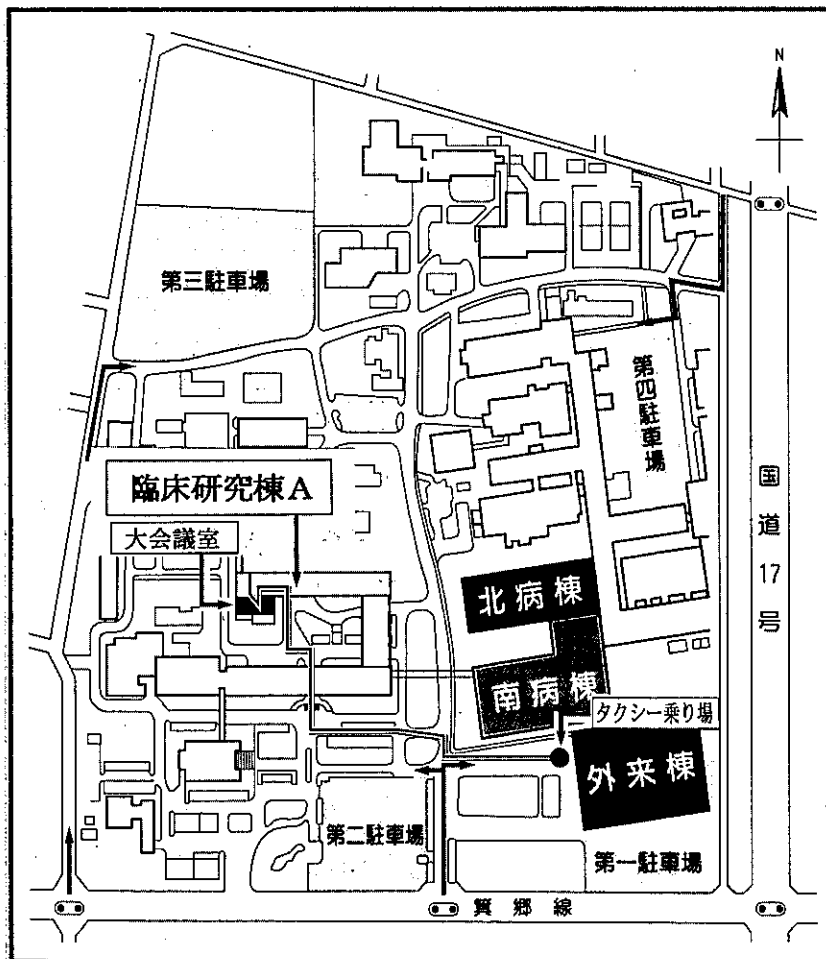 N
第三駐車場
第四駐車場
国道17号
臨床研究棟A
大会議室
北病棟
南病棟
タクシー乗り場
外来棟
第二駐車場
第一駐車場
箕郷線